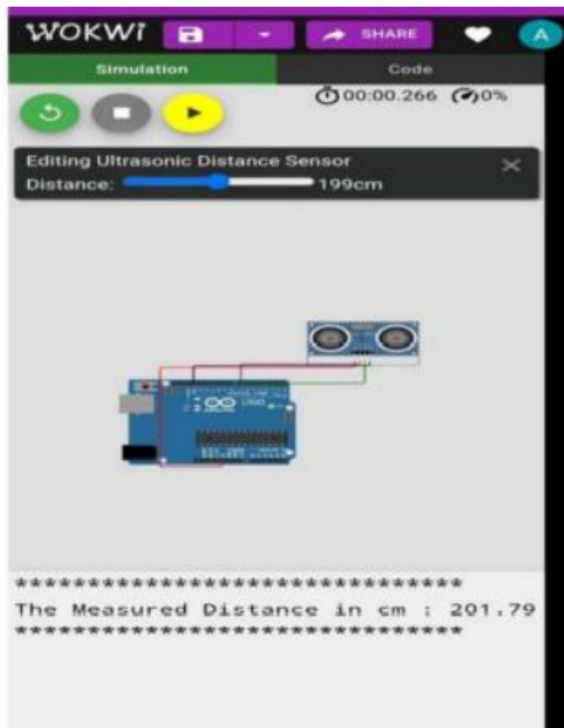 WOKWI SHARE A
Simulation Code
00:00.266 0%
Editing Ultrasonic Distance Sensor
Distance: 199cm
UNO
*******************************
The Measured Distance in cm : 201.79
*******************************